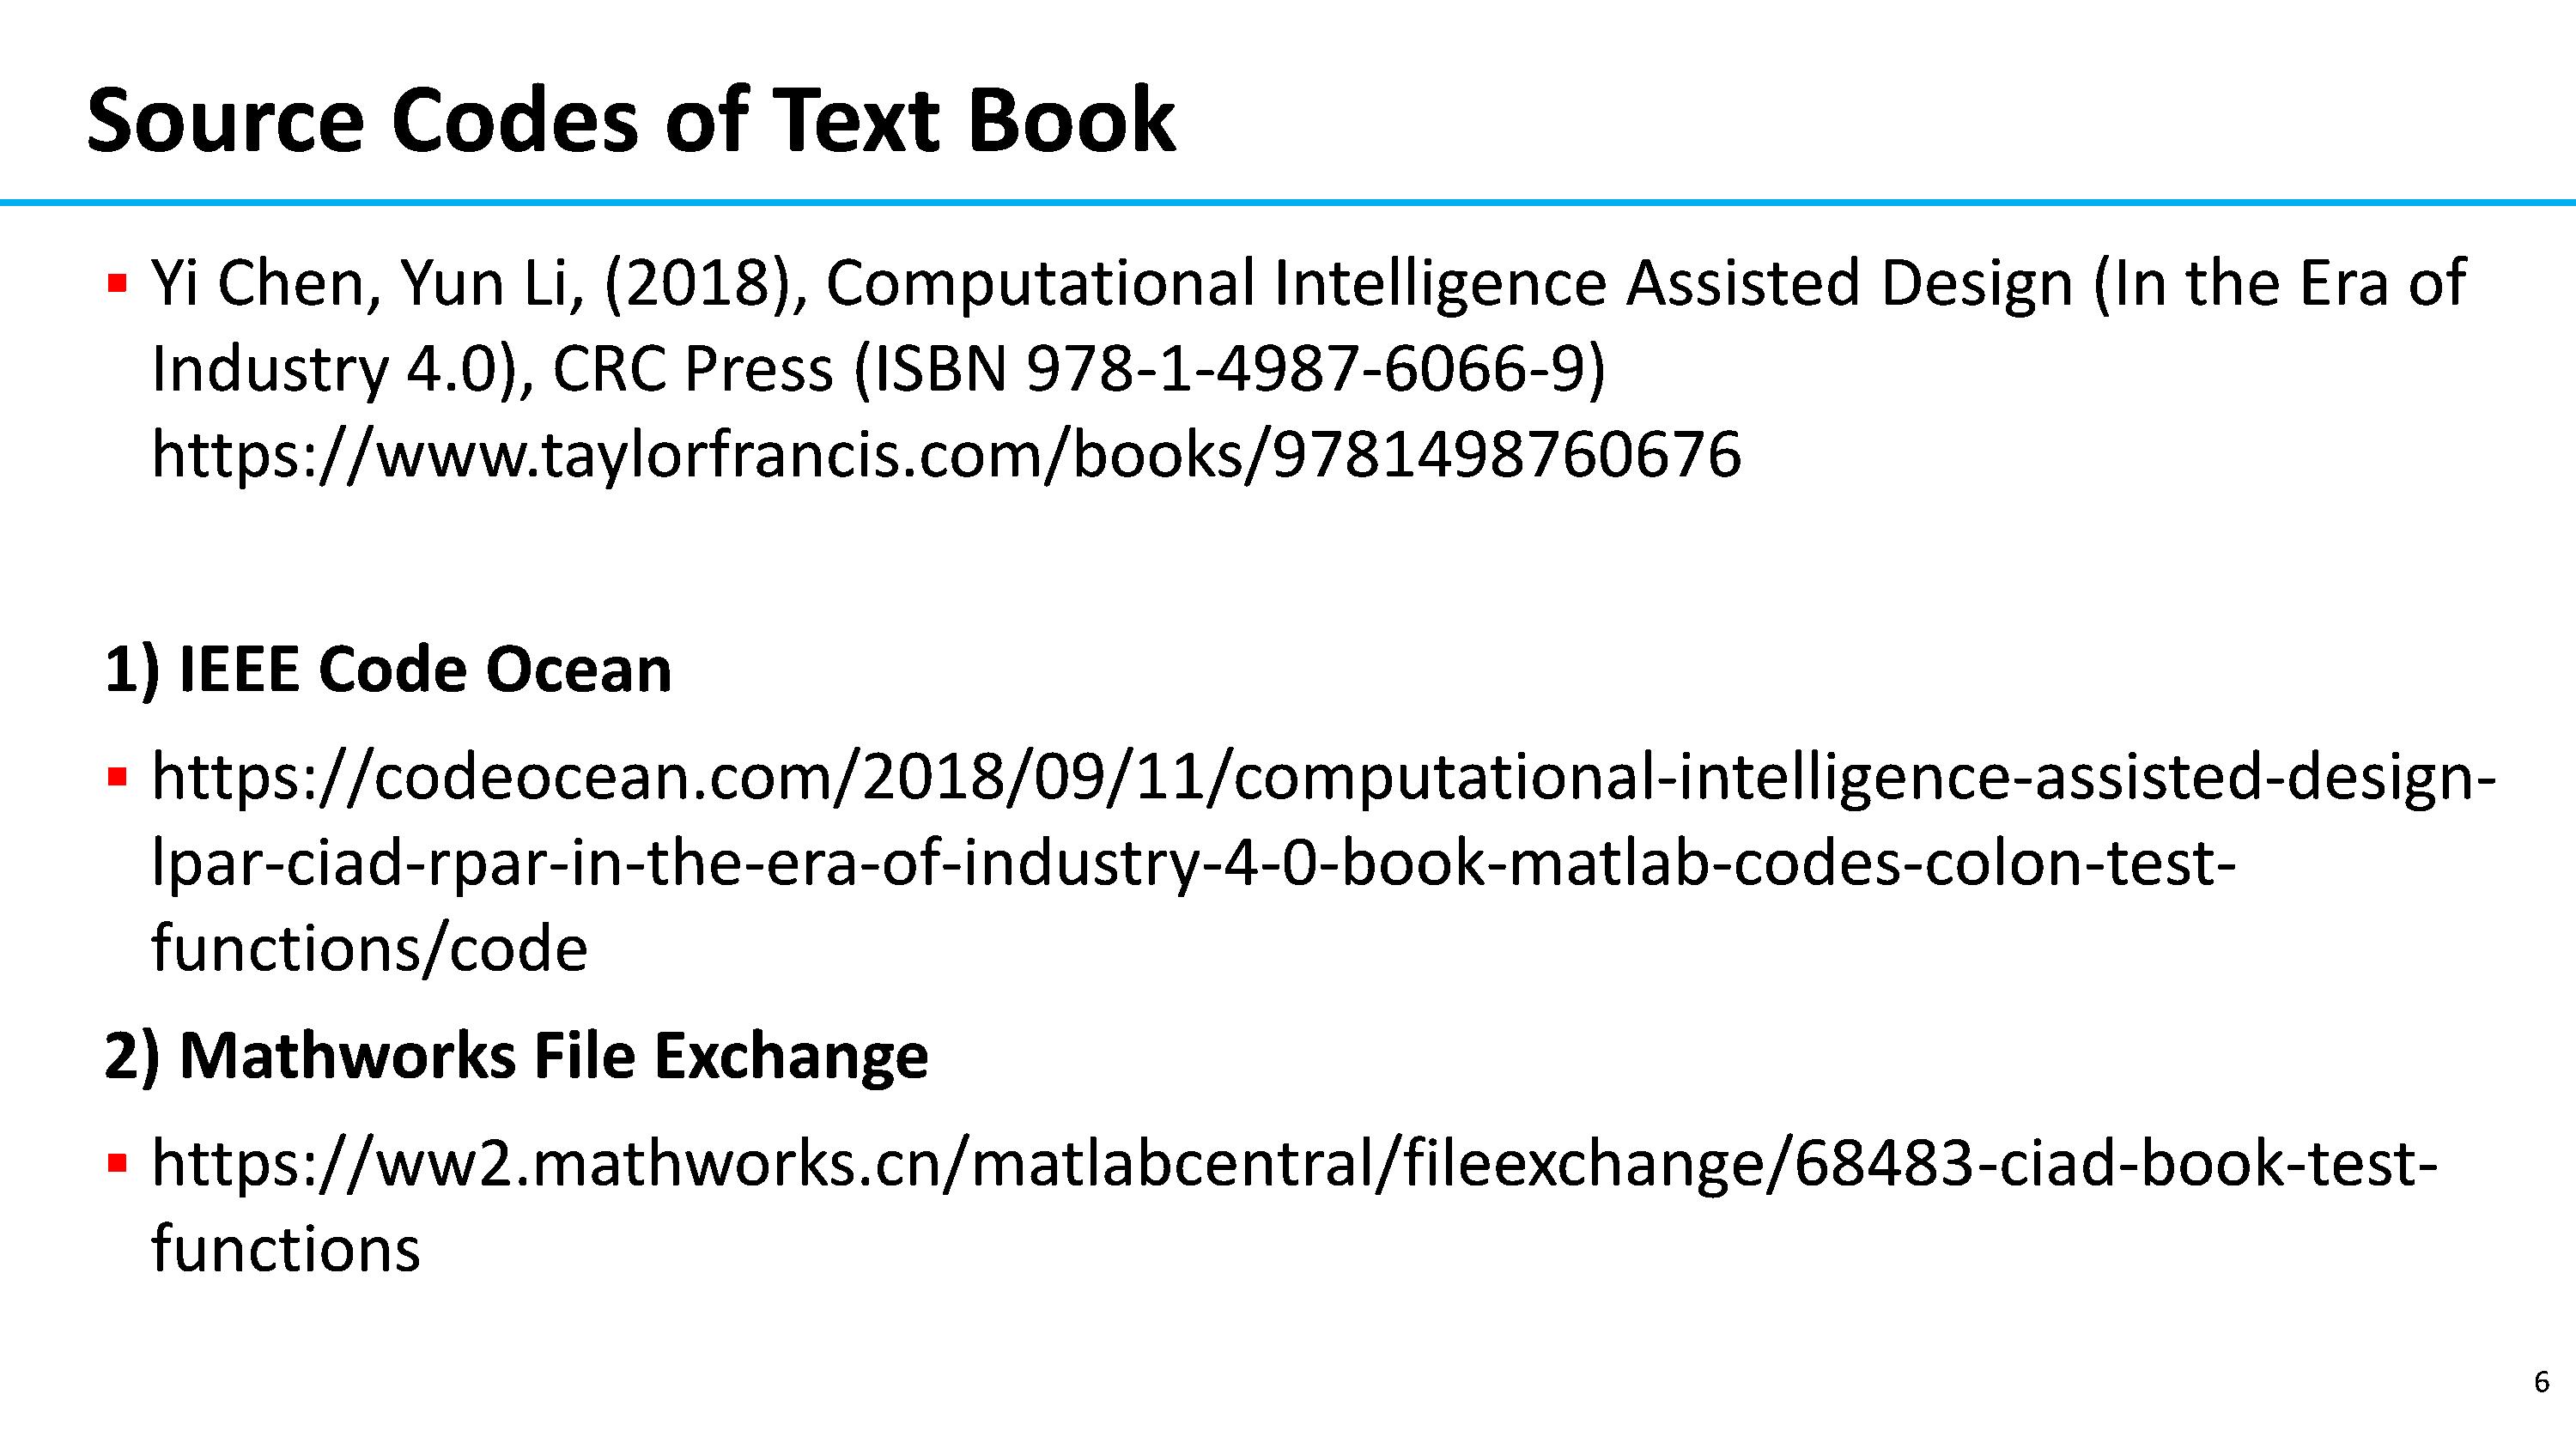 Source Codes of Text Book
▪ Yi Chen, Yun Li, (2018), Computational Intelligence Assisted Design (In the Era of
Industry 4.0), CRC Press (ISBN 978-1-4987-6066-9)
https://www.taylorfrancis.com/books/9781498760676
1) IEEE Code Ocean
▪ https://codeocean.com/2018/09/11/computational-intelligence-assisted-design-
lpar-ciad-rpar-in-the-era-of-industry-4-0-book-matlab-codes-colon-test-
functions/code
2) Mathworks File Exchange
▪ https://ww2.mathworks.cn/matlabcentral/fileexchange/68483-ciad-book-test-
functions
6